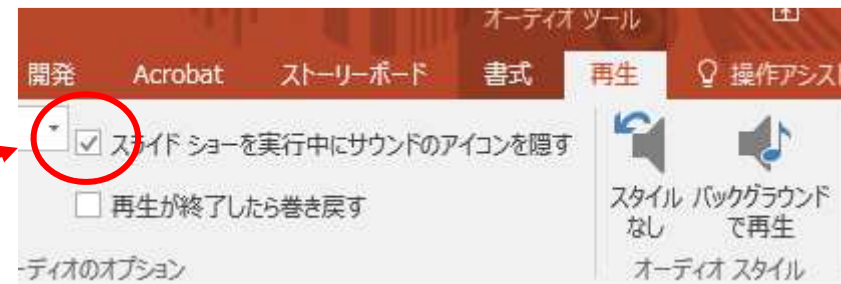 オーディオ ツール
開発 Acrobat ストーリーボード 書式 再生 操作アシス
スライド ショーを実行中にサウンドのアイコンを隠す
再生が終了したら巻き戻す
スタイル
なし
バックグラウンド
で再生
ーディオのオプション
オーディオ スタイル